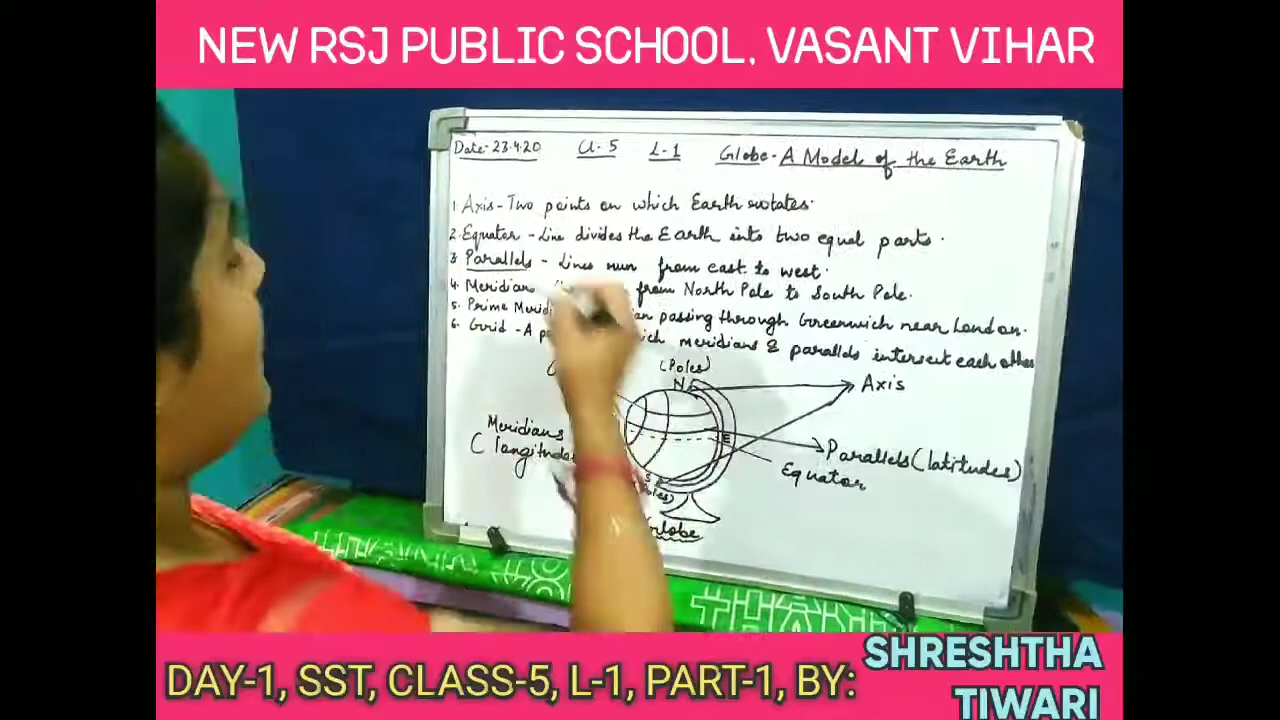 NEW RSJ PUBLIC SCHOOL, VASANT VIHAR
Date-23.4.20 Cl-5 L-1 Globe-A Model of the Earth
1. Axis-Two points on which Earth rotates.
2. Equator - Line divides the Earth into two equal parts.
3. Parallels - Lines run from east to west.
4. Meridians from North Pole to South Pole.
5. Prime passing through Greenwich near London.
6. Grid - A meridians & parallels intersect each other
(Poles)
N
Axis
Meridians
(longitudes
E
Parallels(latitudes)
Equator
S
Globe
DAY-1, SST, CLASS-5, L-1, PART-1, BY:
SHRESHTHA
TIWARI